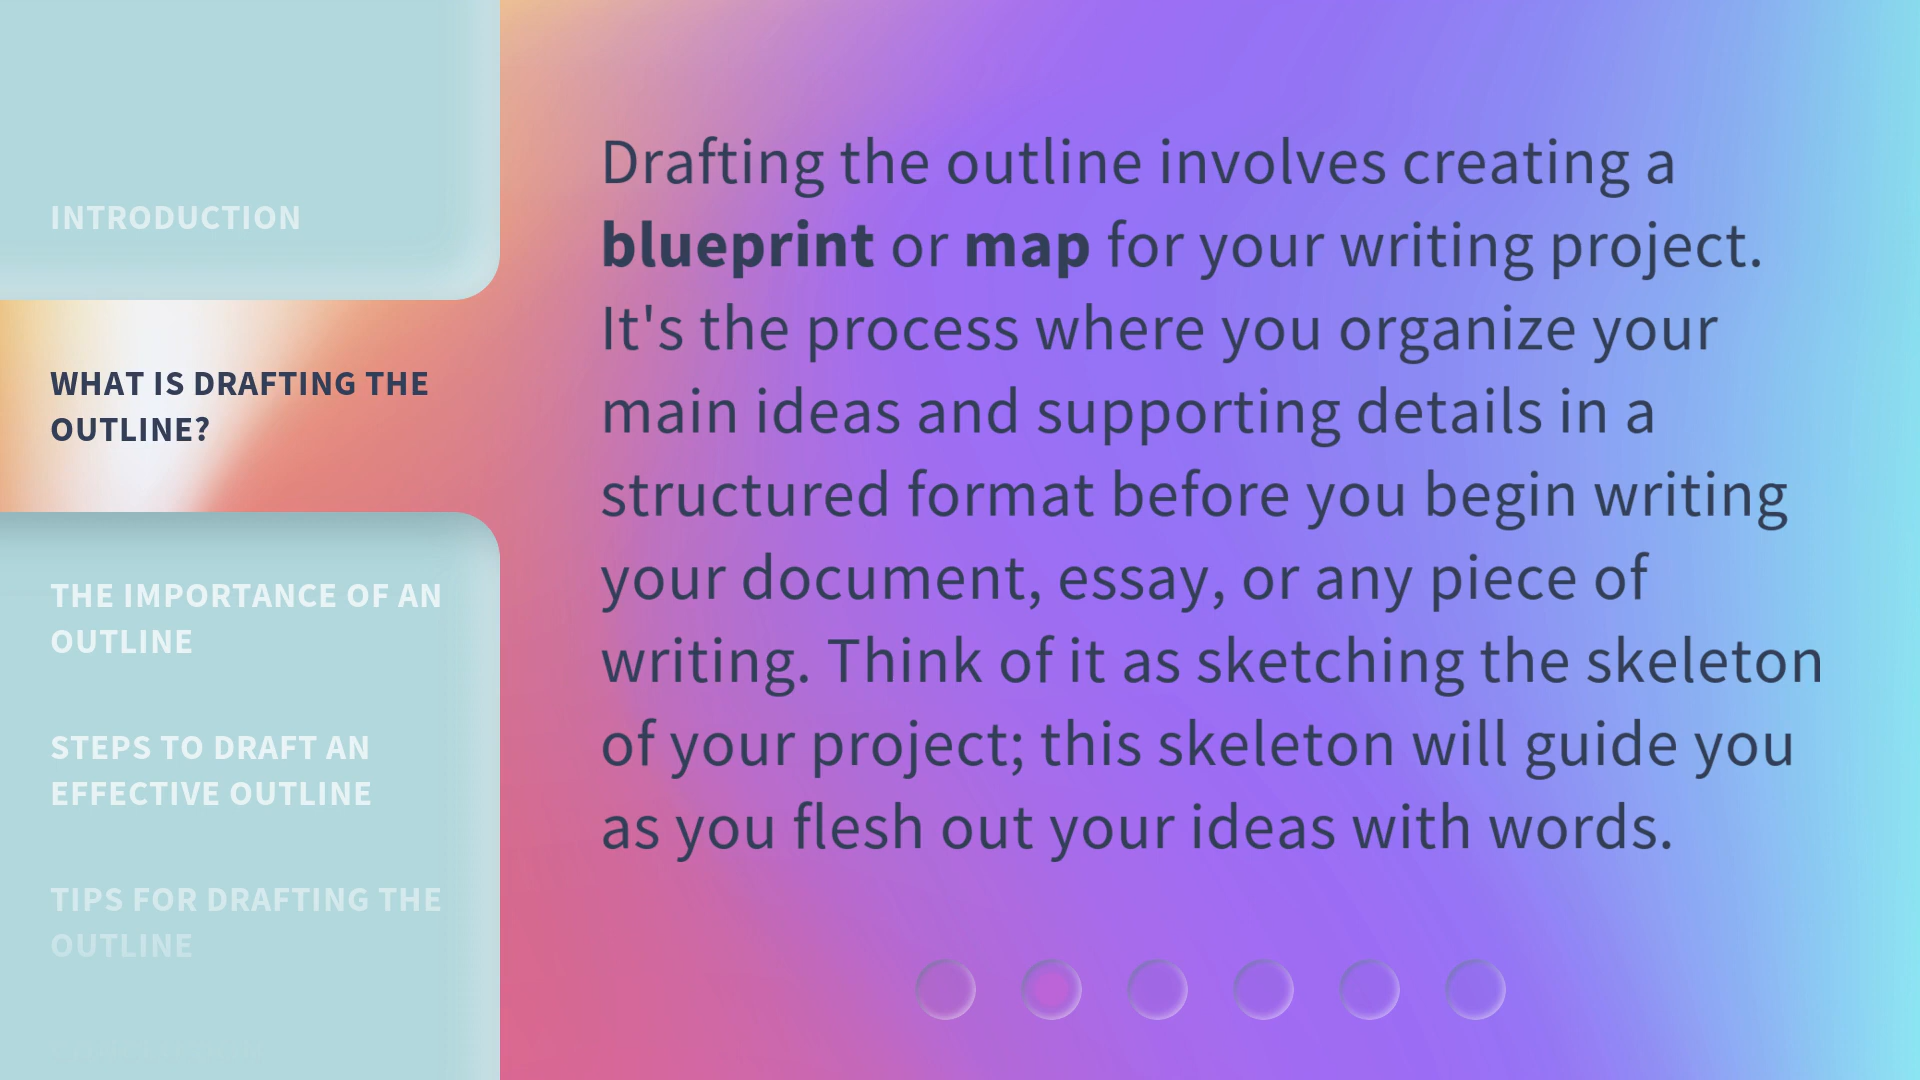 INTRODUCTION
WHAT IS DRAFTING THE
OUTLINE?
THE IMPORTANCE OF AN
OUTLINE
STEPS TO DRAFT AN
EFFECTIVE OUTLINE
TIPS FOR DRAFTING THE
OUTLINE
CONCLUSION
Drafting the outline involves creating a
blueprint or map for your writing project.
It's the process where you organize your
main ideas and supporting details in a
structured format before you begin writing
your document, essay, or any piece of
writing. Think of it as sketching the skeleton
of your project; this skeleton will guide you
as you flesh out your ideas with words.